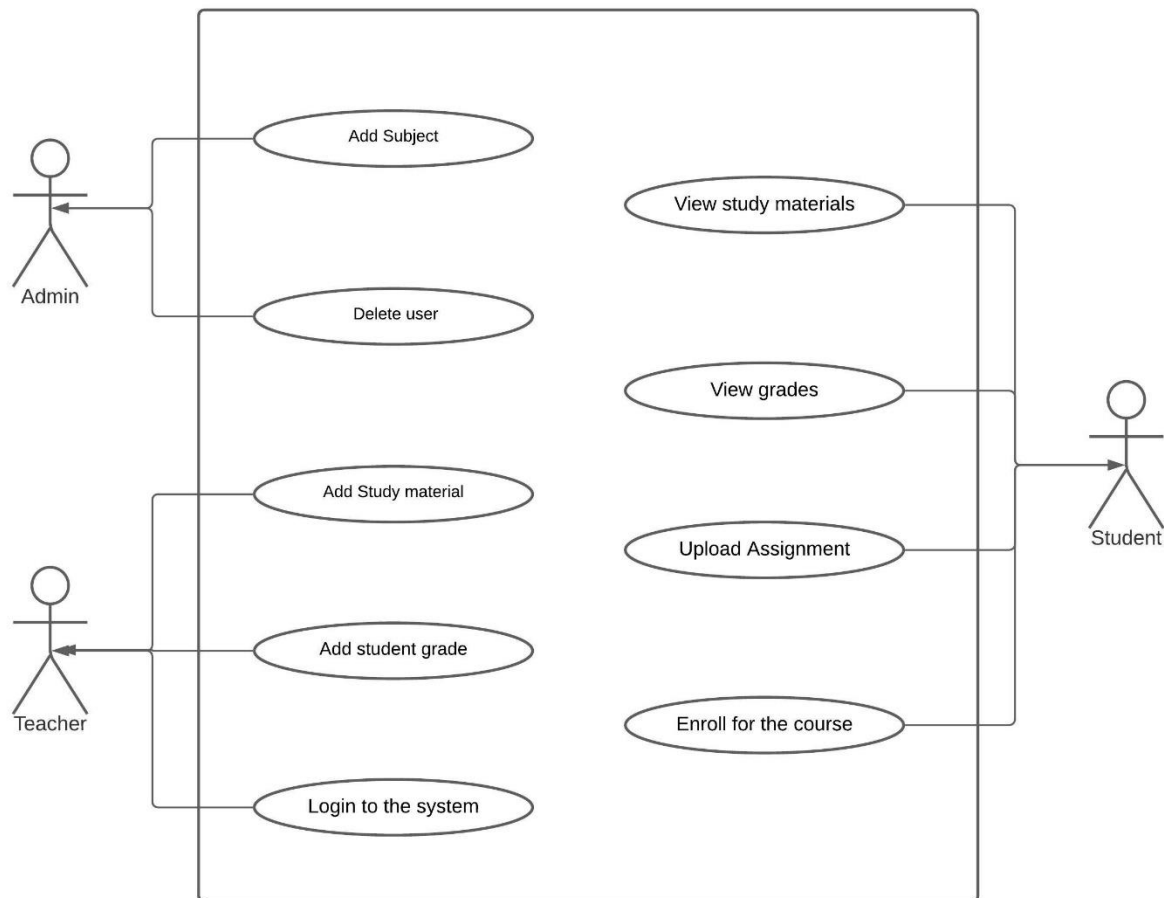 Add Subject
View study materials
Admin
Delete user
View grades
Add Study material
Upload Assignment
Student
Add student grade
Teacher
Enroll for the course
Login to the system